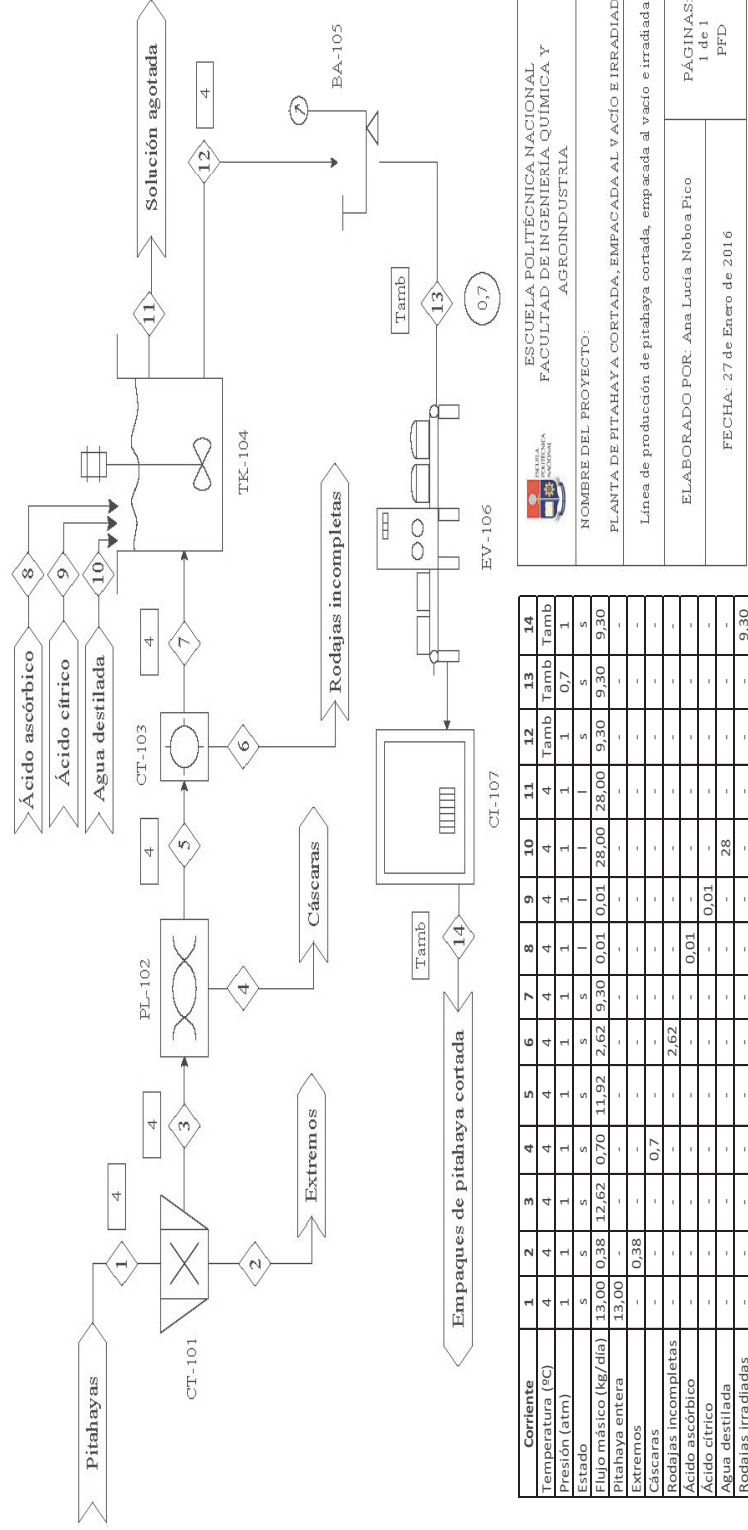 Pitahayas
1
4
CT-101
2
Extremos
3
4
PL-102
4
Cáscaras
5
4
CT-103
6
Rodajas incompletas
7
4
Ácido ascórbico
8
Ácido cítrico
9
Agua destilada
10
TK-104
11
Solución agotada
12
4
BA-105
Tamb
13
0,7
EV-106
CI-107
Tamb
14
Empaques de pitahaya cortada
Corriente 1 2 3 4 5 6 7 8 9 10 11 12 13 14
Temperatura (ºC) 4 4 4 4 4 4 4 4 4 4 4 Tamb Tamb Tamb
Presión (atm) 1 1 1 1 1 1 1 1 1 1 1 1 0,7 1
Estado s s s s s s s l l l l s s s
Flujo másico (kg/día) 13,00 0,38 12,62 0,70 11,92 2,62 9,30 0,01 0,01 28,00 28,00 9,30 9,30 9,30
Pitahaya entera 13,00 - - - - - - - - - - - - -
Extremos - 0,38 - - - - - - - - - - - -
Cáscaras - - - 0,7 - - - - - - - - - -
Rodajas incompletas - - - - - 2,62 - - - - - - - -
Ácido ascórbico - - - - - - - 0,01 - - - - - -
Ácido cítrico - - - - - - - - 0,01 - - - - -
Agua destilada - - - - - - - - - 28 - - - -
Rodajas irradiadas - - - - - - - - - - - - - 9,30
ESCUELA POLITÉCNICA NACIONAL
ESCUELA POLITÉCNICA NACIONAL
FACULTAD DE INGENIERÍA QUÍMICA Y
AGROINDUSTRIA
NOMBRE DEL PROYECTO:
PLANTA DE PITAHAYA CORTADA, EMPACADA AL VACÍO E IRRADIAD
Línea de producción de pitahaya cortada, empacada al vacío e irradiada
ELABORADO POR: Ana Lucía Noboa Pico
PÁGINAS:
1 de 1
FECHA: 27 de Enero de 2016
PFD